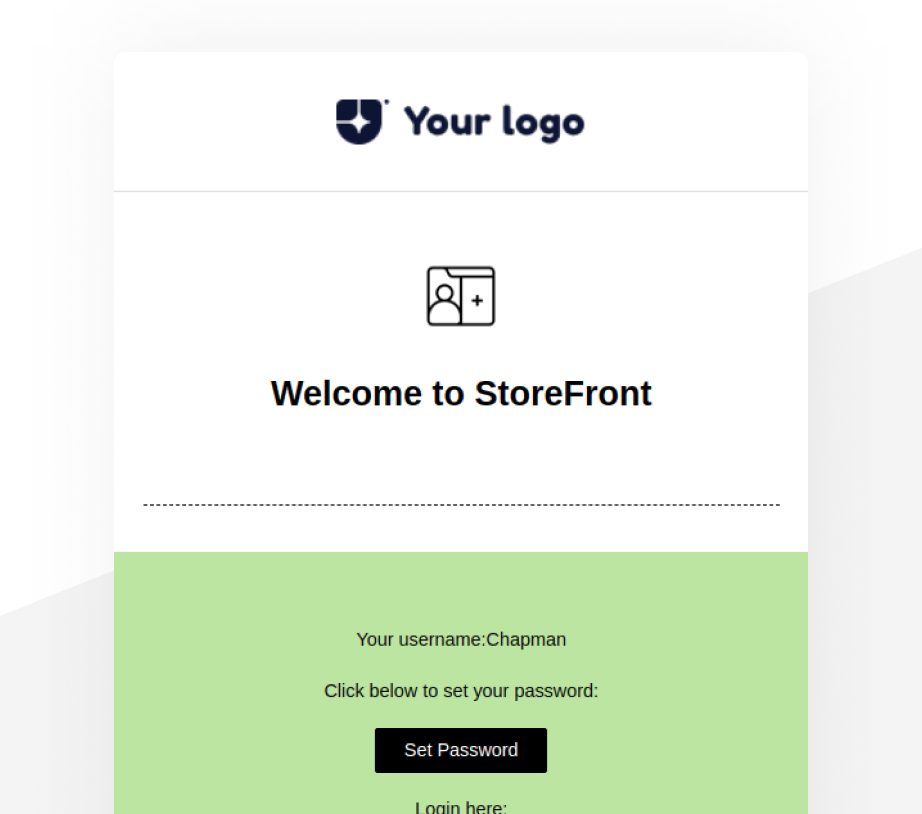 Your logo
Welcome to StoreFront
Your username:Chapman
Click below to set your password:
Set Password
Login here: